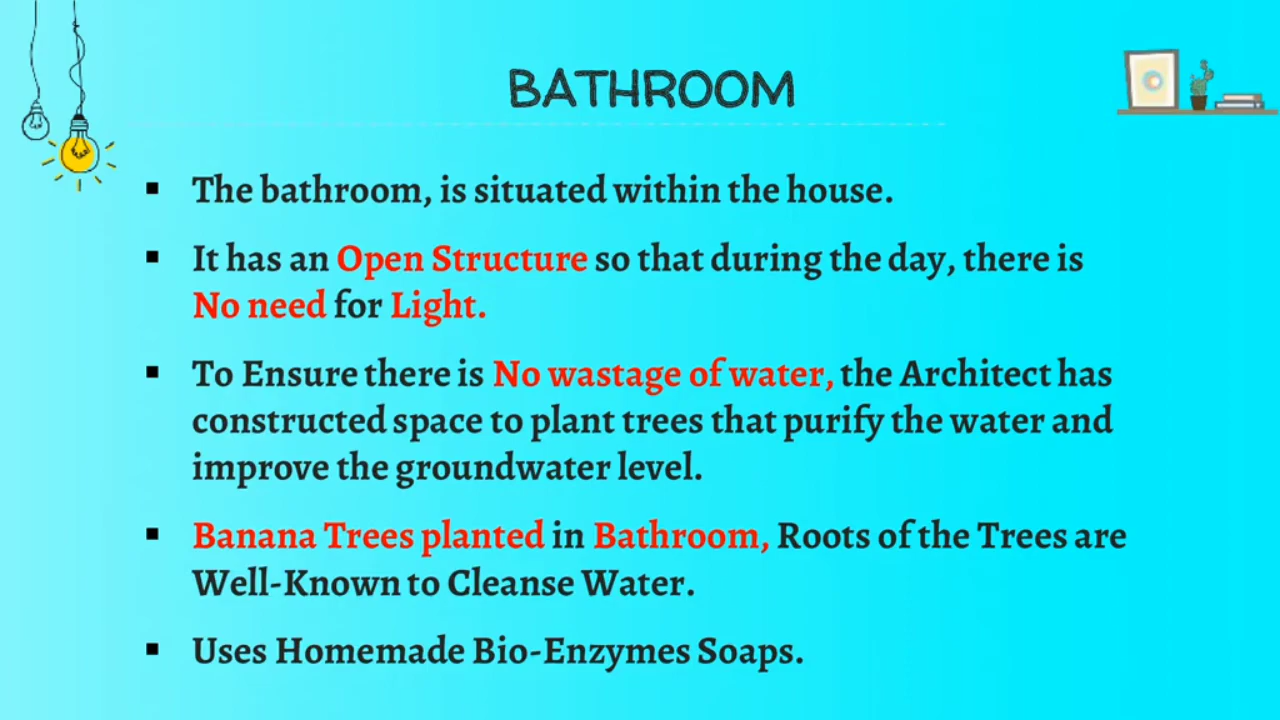 BATHROOM
▪ The bathroom, is situated within the house.
▪ It has an Open Structure so that during the day, there is
No need for Light.
▪ To Ensure there is No wastage of water, the Architect has
constructed space to plant trees that purify the water and
improve the groundwater level.
▪ Banana Trees planted in Bathroom, Roots of the Trees are
Well-Known to Cleanse Water.
▪ Uses Homemade Bio-Enzymes Soaps.